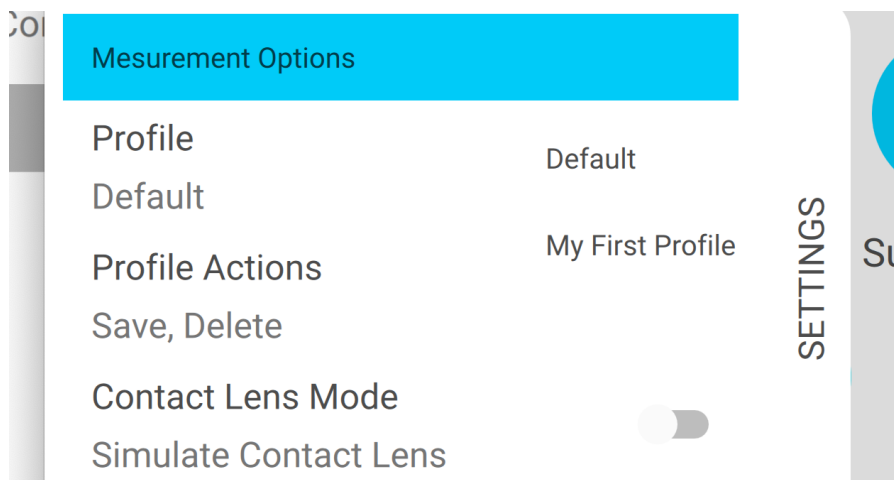 Mesurement Options
Profile
Default
Default
My First Profile
Profile Actions
Save, Delete
Contact Lens Mode
Simulate Contact Lens
SETTINGS